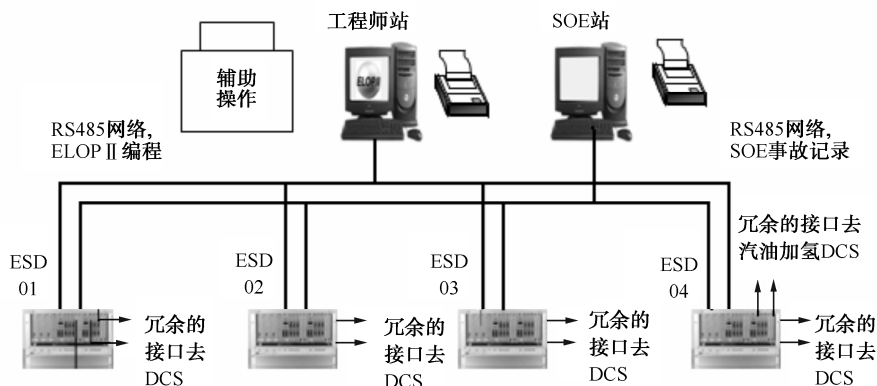 工程师站
SOE站
辅助
操作
ELOPⅡ
RS485网络，
ELOPⅡ编程
RS485网络，
SOE事故记录
冗余的接口去
汽油加氢DCS
ESD
01
ESD
02
ESD
03
ESD
04
冗余的
接口去
DCS
冗余的
接口去
DCS
冗余的
接口去
DCS
冗余的
接口去
DCS